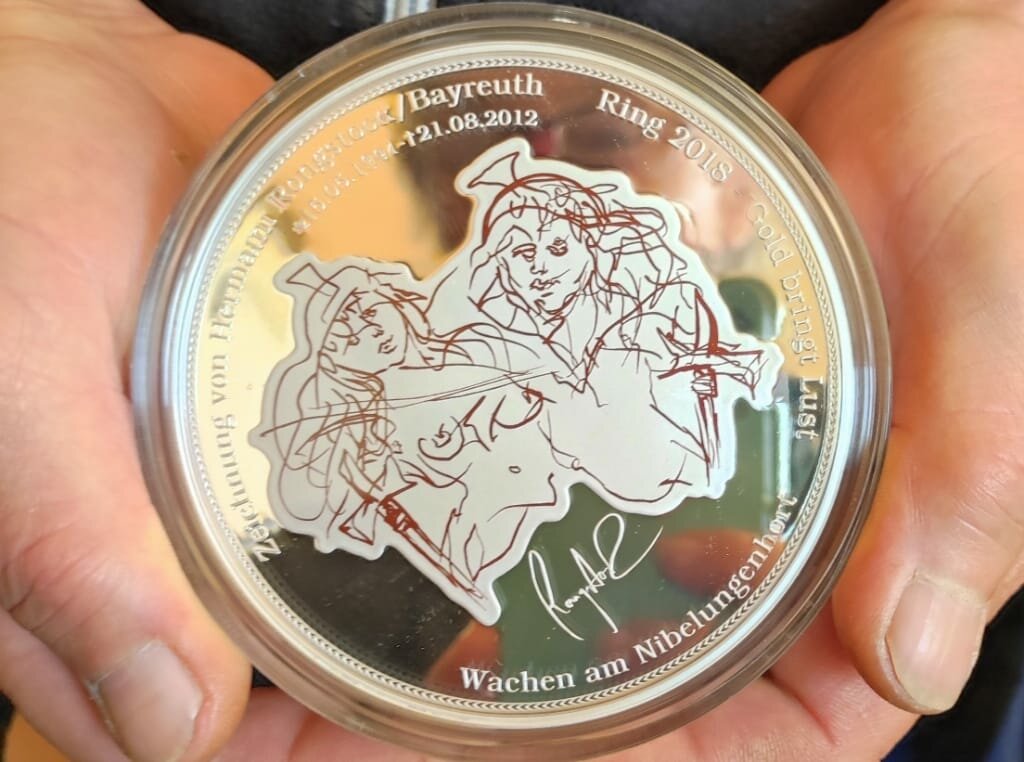 Zeichnung von Hermann Rongstock/Bayreuth
21.08.2012
Ring 2018 - Gold bringt Lust
Wachen am Nibelungenhort